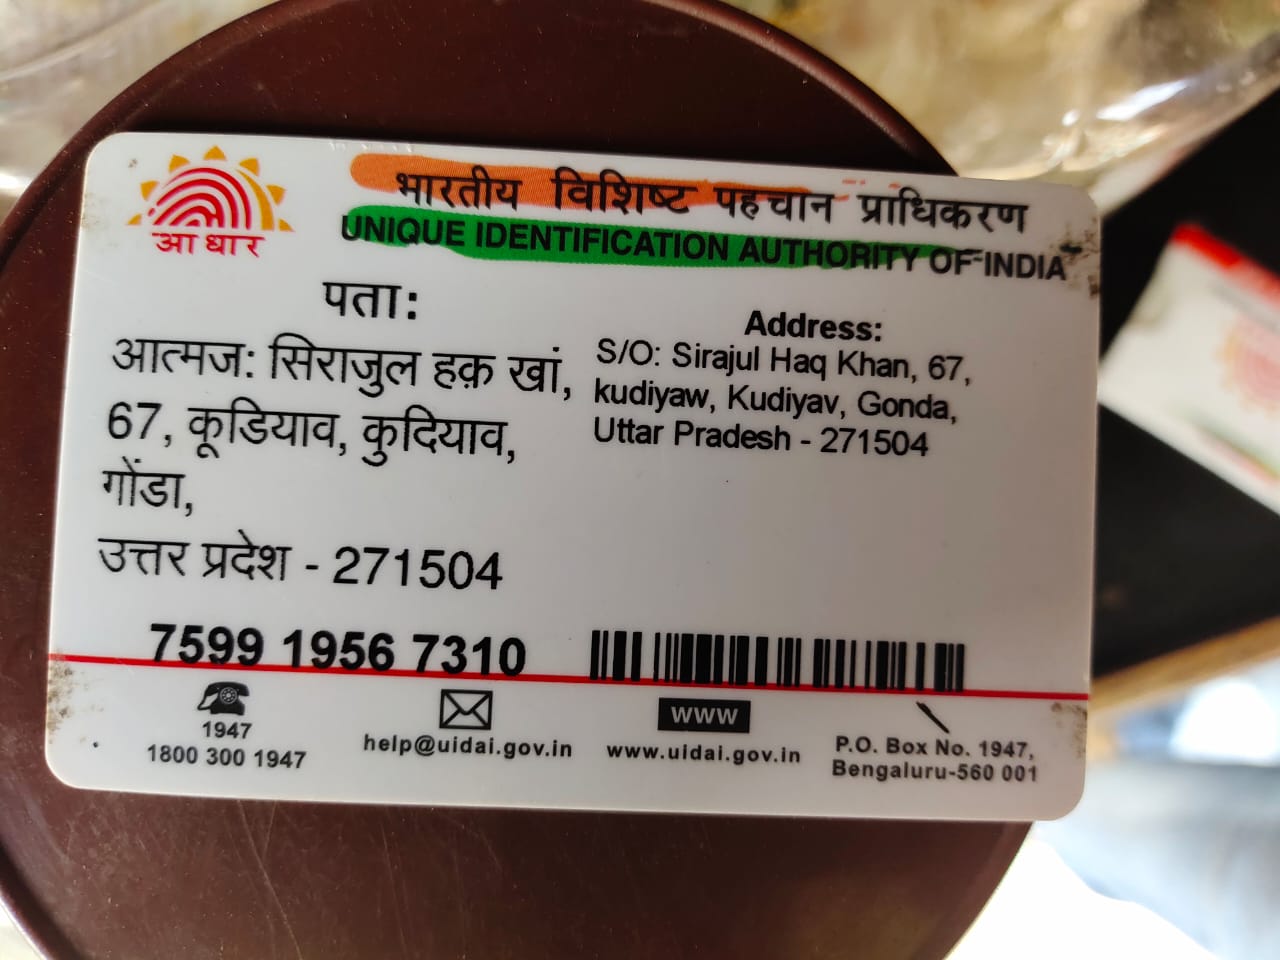 आधार
भारतीय विशिष्ट पहचान प्राधिकरण
UNIQUE IDENTIFICATION AUTHORITY OF INDIA
पता:
आत्मज: सिराजुल हक़ खां,
67, कूडियाव, कुदियाव,
गोंडा,
उत्तर प्रदेश - 271504
Address:
S/O: Sirajul Haq Khan, 67,
kudiyaw, Kudiyav, Gonda,
Uttar Pradesh - 271504
7599 1956 7310
1947
1800 300 1947
help@uidai.gov.in
www
www.uidai.gov.in
P.O. Box No. 1947,
Bengaluru-560 001